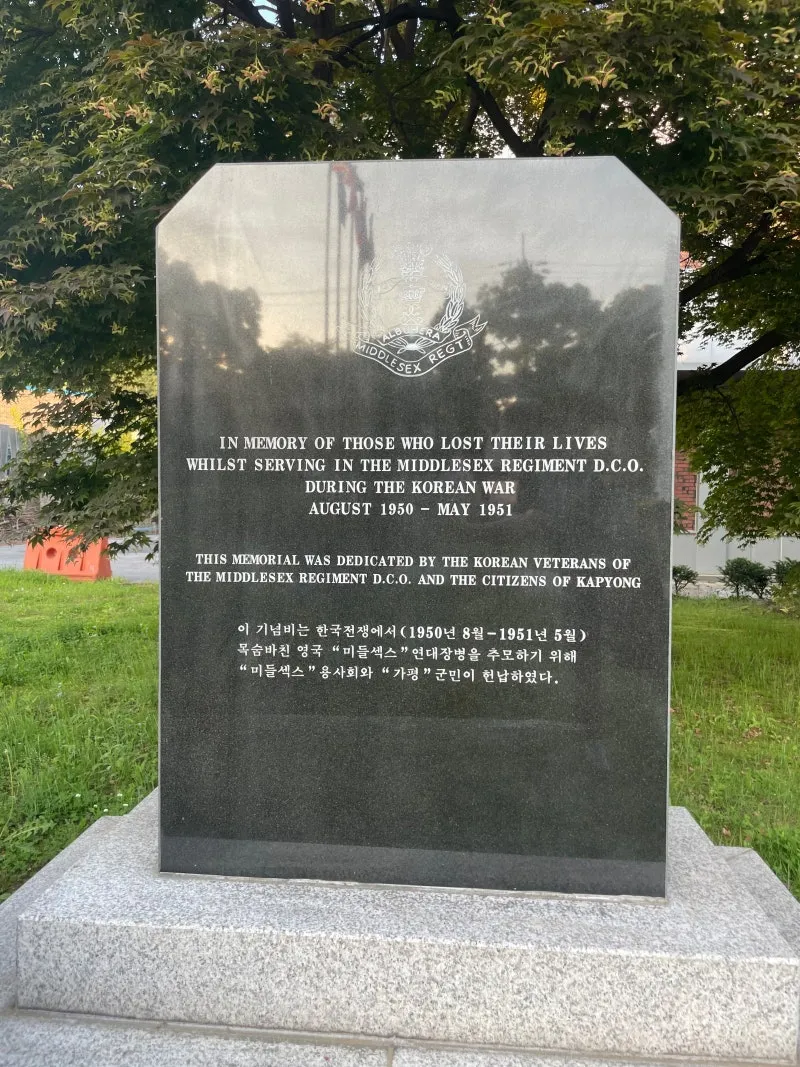 ALBUHERA
MIDDLESEX REGT
IN MEMORY OF THOSE WHO LOST THEIR LIVES
WHILST SERVING IN THE MIDDLESEX REGIMENT D.C.O.
DURING THE KOREAN WAR
AUGUST 1950 - MAY 1951
THIS MEMORIAL WAS DEDICATED BY THE KOREAN VETERANS OF
THE MIDDLESEX REGIMENT D.C.O. AND THE CITIZENS OF KAPYONG
이 기념비는 한국전쟁에서(1950년 8월-1951년 5월)
목숨바친 영국 "미들섹스"연대장병을 추모하기 위해
"미들섹스"용사회와 "가평"군민이 헌납하였다.